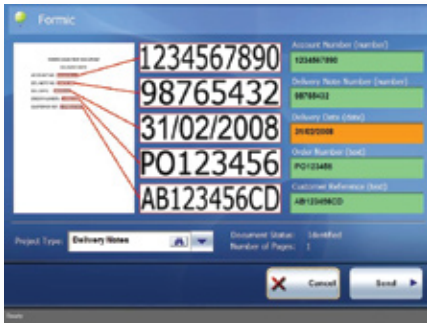 Formic
1234567890
98765432
31/02/2008
PO123456
AB123456CD
Account Number (number)
1234567890
Delivery Note Number (number)
98765432
Delivery Date (date)
31/02/2008
Order Number (text)
PO123456
Customer Reference (text)
AB123456CD
Project Type: Delivery Notes
Document Status: Identified
Number of Pages: 1
Cancel
Send
Ready